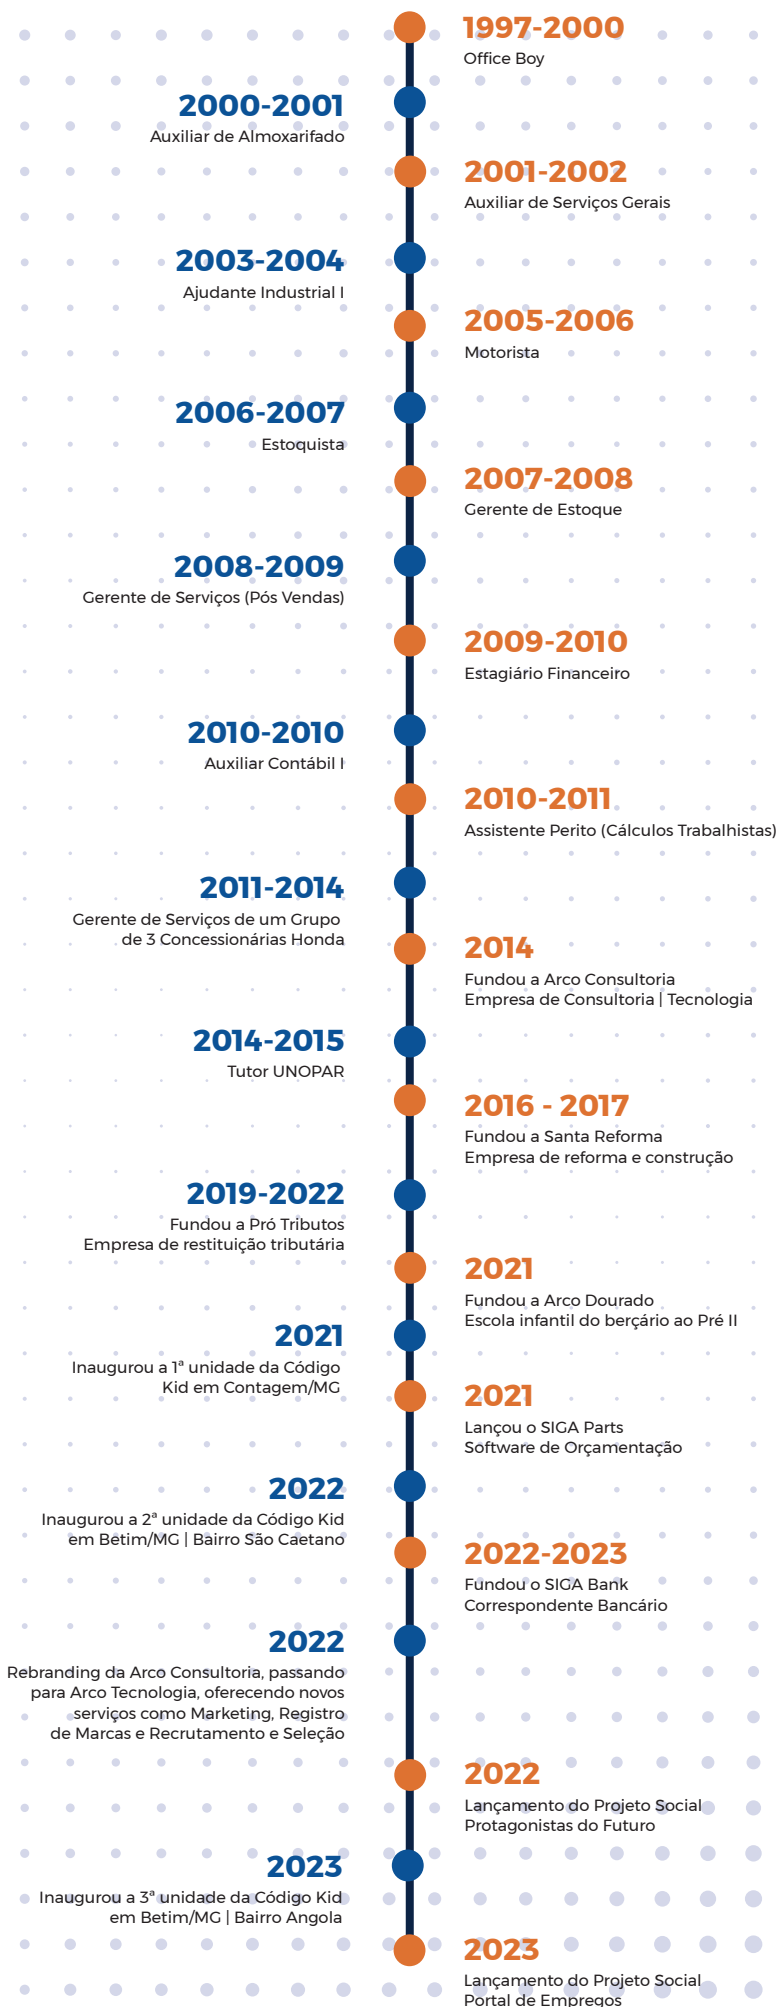 1997-2000
Office Boy
2000-2001
Auxiliar de Almoxarifado
2001-2002
Auxiliar de Serviços Gerais
2003-2004
Ajudante Industrial I
2005-2006
Motorista
2006-2007
Estoquista
2007-2008
Gerente de Estoque
2008-2009
Gerente de Serviços (Pós Vendas)
2009-2010
Estagiário Financeiro
2010-2010
Auxiliar Contábil I
2010-2011
Assistente Perito (Cálculos Trabalhistas)
2011-2014
Gerente de Serviços de um Grupo
de 3 Concessionárias Honda
2014
Fundou a Arco Consultoria
Empresa de Consultoria | Tecnologia
2014-2015
Tutor UNOPAR
2016 - 2017
Fundou a Santa Reforma
Empresa de reforma e construção
2019-2022
Fundou a Pró Tributos
Empresa de restituição tributária
2021
Fundou a Arco Dourado
Escola infantil do berçário ao Pré II
2021
Inaugurou a 1ª unidade da Código
Kid em Contagem/MG
2021
Lançou o SIGA Parts
Software de Orçamentação
2022
Inaugurou a 2ª unidade da Código Kid
em Betim/MG | Bairro São Caetano
2022-2023
Fundou o SIGA Bank
Correspondente Bancário
2022
Rebranding da Arco Consultoria, passando
para Arco Tecnologia, oferecendo novos
serviços como Marketing, Registro
de Marcas e Recrutamento e Seleção
2022
Lançamento do Projeto Social
Protagonistas do Futuro
2023
Inaugurou a 3ª unidade da Código Kid
em Betim/MG | Bairro Angola
2023
Lançamento do Projeto Social
Portal de Empregos